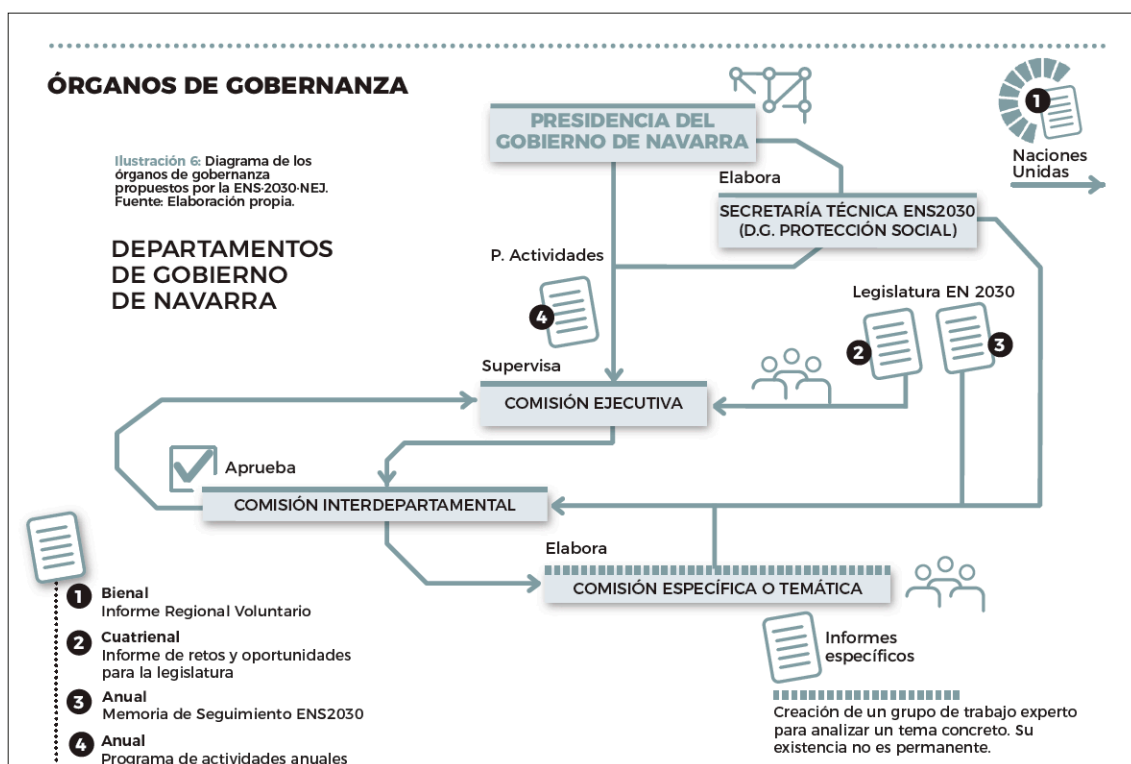 ÓRGANOS DE GOBERNANZA
Ilustración 6: Diagrama de los
órganos de gobernanza
propuestos por la ENS-2030-NEJ.
Fuente: Elaboración propia.
DEPARTAMENTOS
DE GOBIERNO
DE NAVARRA
PRESIDENCIA DEL
GOBIERNO DE NAVARRA
1
Naciones
Unidas
Elabora
SECRETARÍA TÉCNICA ENS2030
(D.G. PROTECCIÓN SOCIAL)
P. Actividades
4
Legislatura EN 2030
2
3
Supervisa
COMISIÓN EJECUTIVA
Aprueba
COMISIÓN INTERDEPARTAMENTAL
Elabora
COMISIÓN ESPECÍFICA O TEMÁTICA
Informes
específicos
Creación de un grupo de trabajo experto
para analizar un tema concreto. Su
existencia no es permanente.
1 Bienal
Informe Regional Voluntario
2 Cuatrienal
Informe de retos y oportunidades
para la legislatura
3 Anual
Memoria de Seguimiento ENS2030
4 Anual
Programa de actividades anuales